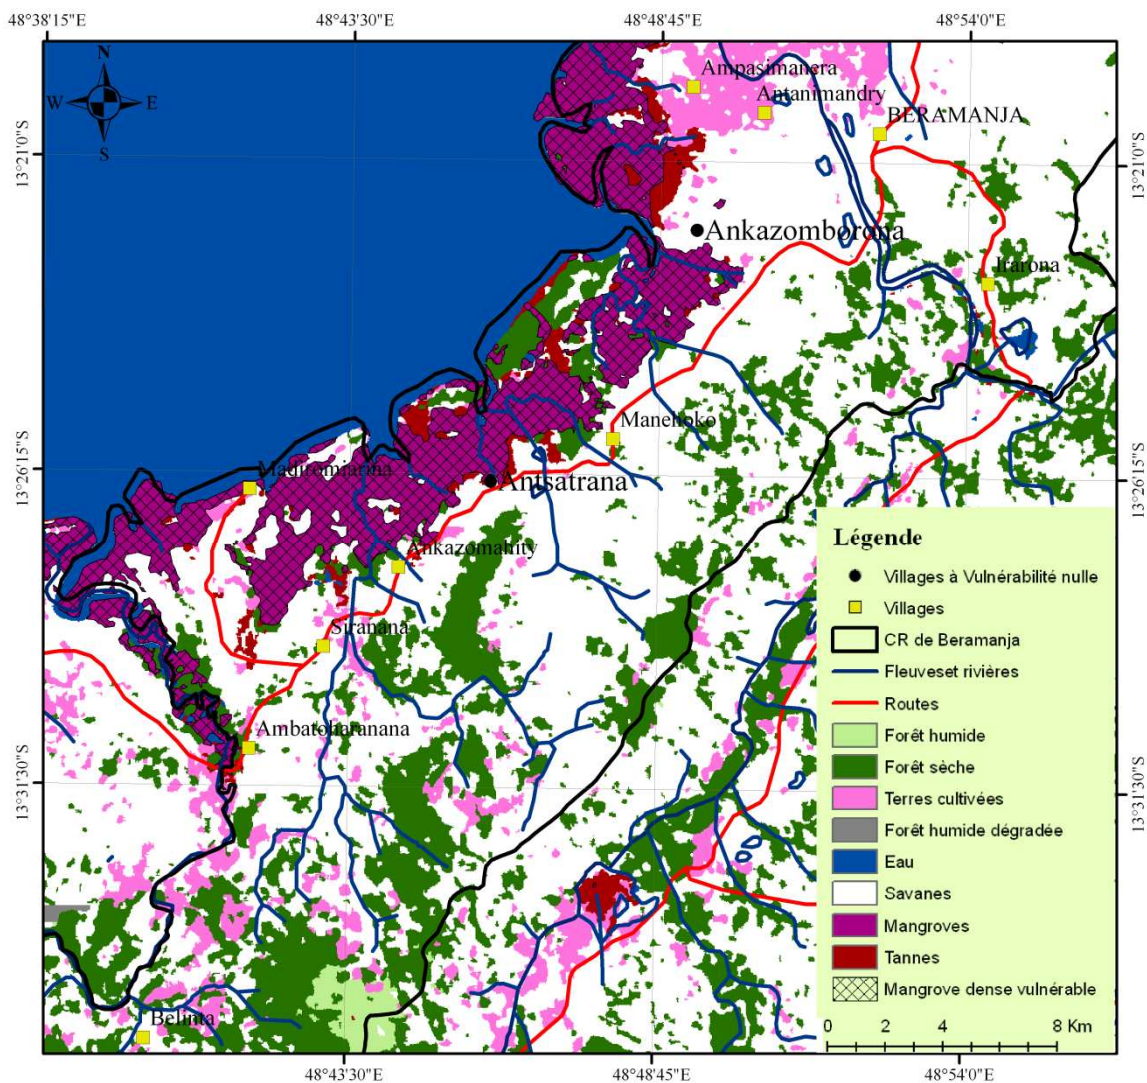 48°38'15"E 48°43'30"E 48°48'45"E 48°54'0"E
N
W E
S
Ampasimanera
Antanimandry
BERAMANJA
13°21'0"S 13°21'0"S
Ankazomborona
Irarona
Manehoko
13°26'15"S 13°26'15"S
Antsatrana
Ankazomahity
Siranana
Ambatoharanana
13°31'30"S 13°31'30"S
Belinta
Légende
Villages à Vulnérabilité nulle
Villages
CR de Beramanja
Fleuveset rivières
Routes
Forêt humide
Forêt sèche
Terres cultivées
Forêt humide dégradée
Eau
Savanes
Mangroves
Tannes
Mangrove dense vulnérable
0 2 4 8 Km
48°43'30"E 48°48'45"E 48°54'0"E